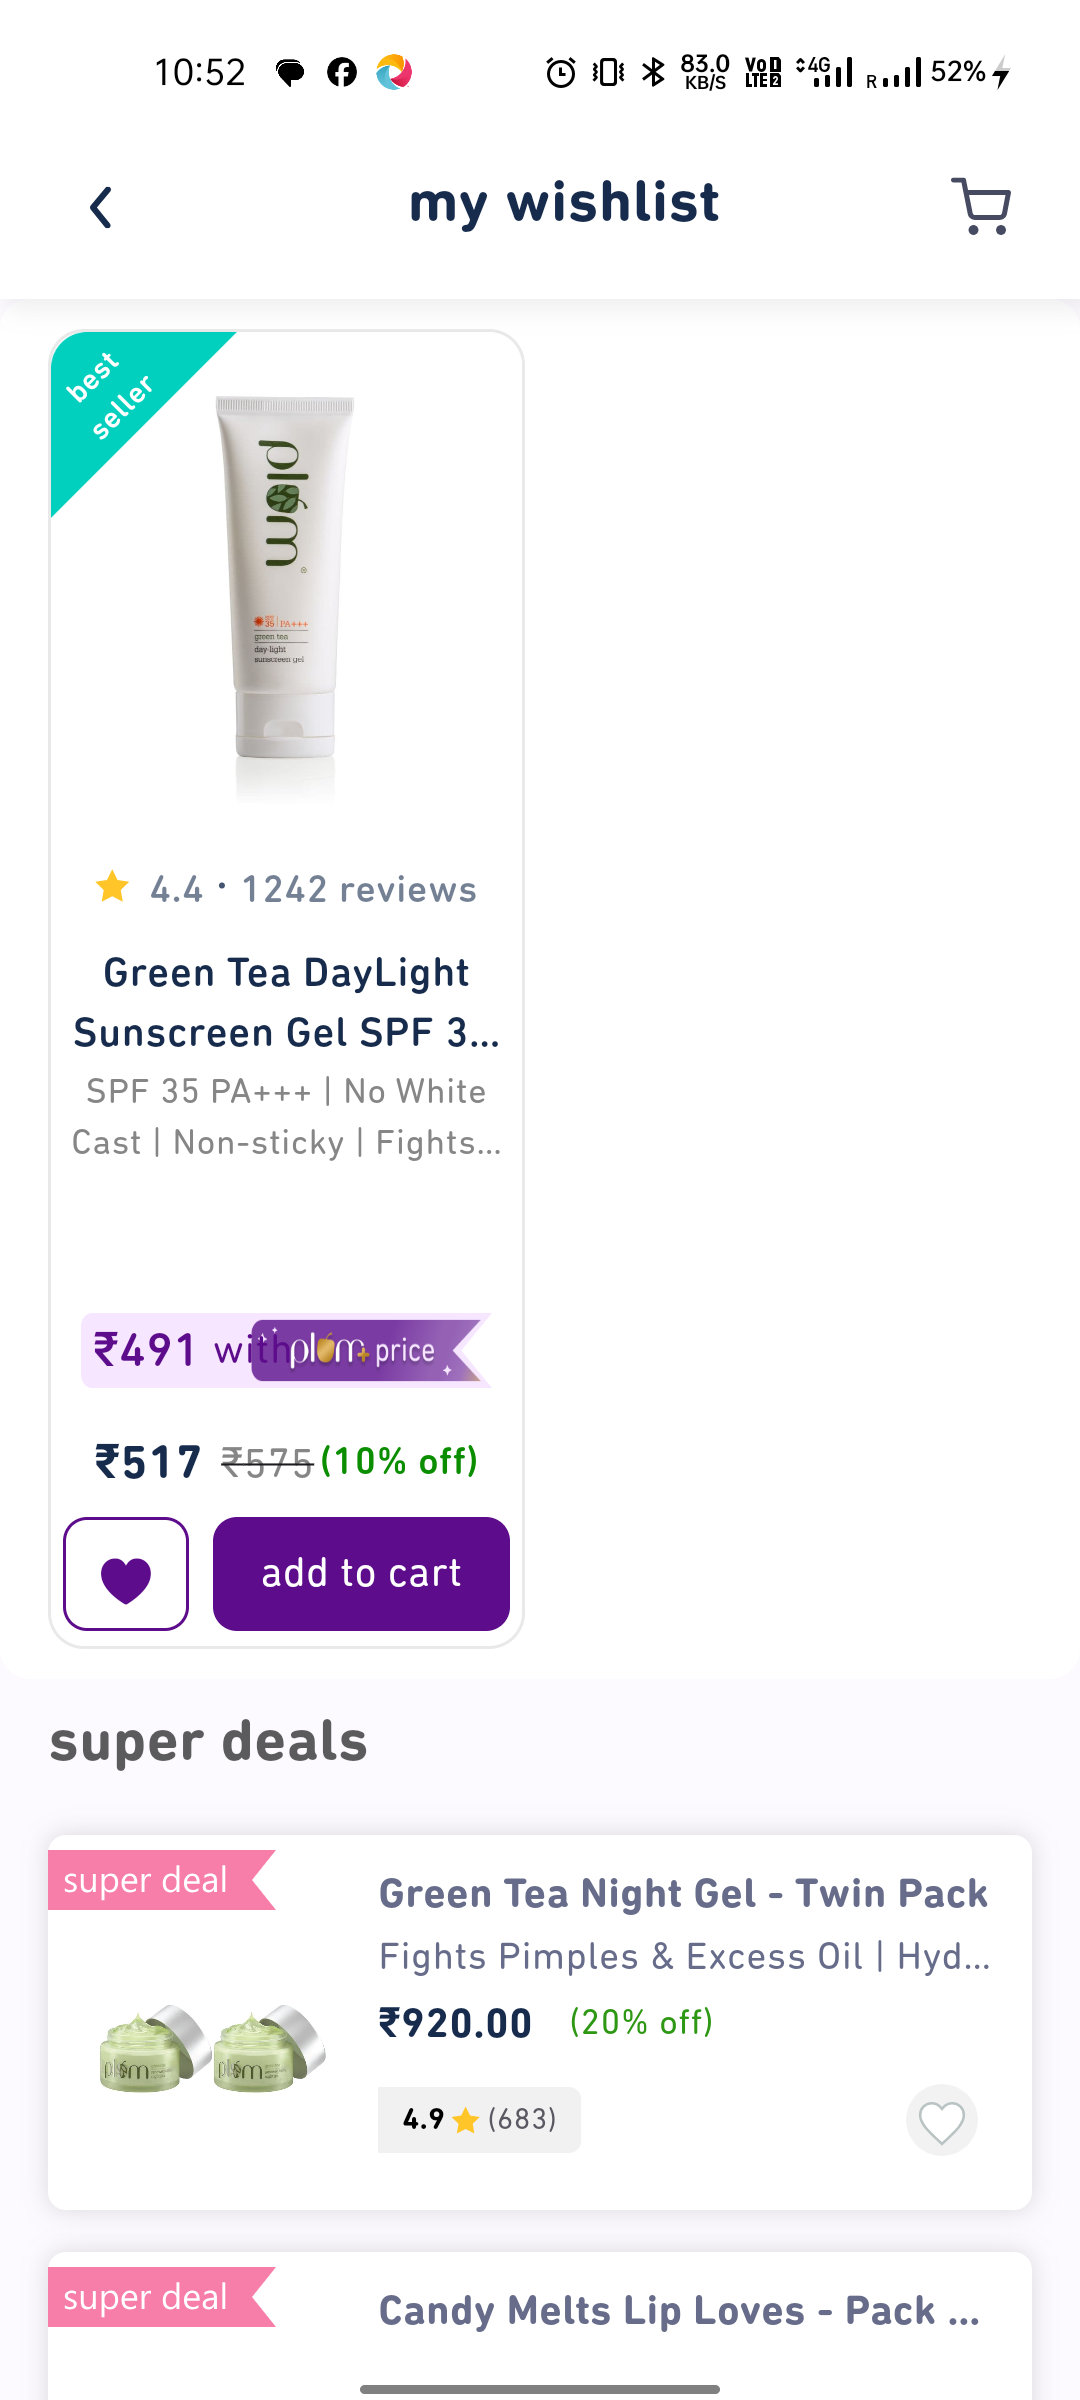 10:52
83.0 KB/S
Vo 1 LTE 2
4G
R
52%
my wishlist
best
seller
plum
®
SPF 35 PA+++
green tea
day-light
sunscreen gel
4.4 · 1242 reviews
Green Tea DayLight
Sunscreen Gel SPF 3...
SPF 35 PA+++ | No White
Cast | Non-sticky | Fights...
₹491 with plum+ price
₹517 ₹575 (10% off)
add to cart
super deals
super deal
Green Tea Night Gel - Twin Pack
Fights Pimples & Excess Oil | Hyd...
₹920.00 (20% off)
plum plum
4.9 (683)
super deal
Candy Melts Lip Loves - Pack ...